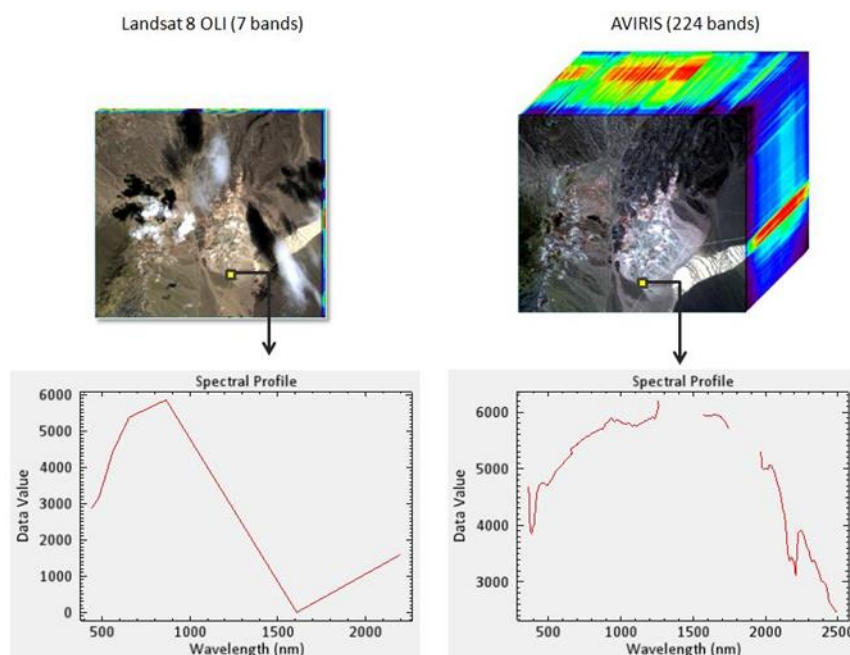 Landsat 8 OLI (7 bands)
AVIRIS (224 bands)
Spectral Profile
6000
5000
4000
3000
2000
1000
0
Data Value
500
1000
1500
2000
Wavelength (nm)
Spectral Profile
6000
5000
4000
3000
Data Value
500
1000
1500
2000
2500
Wavelength (nm)